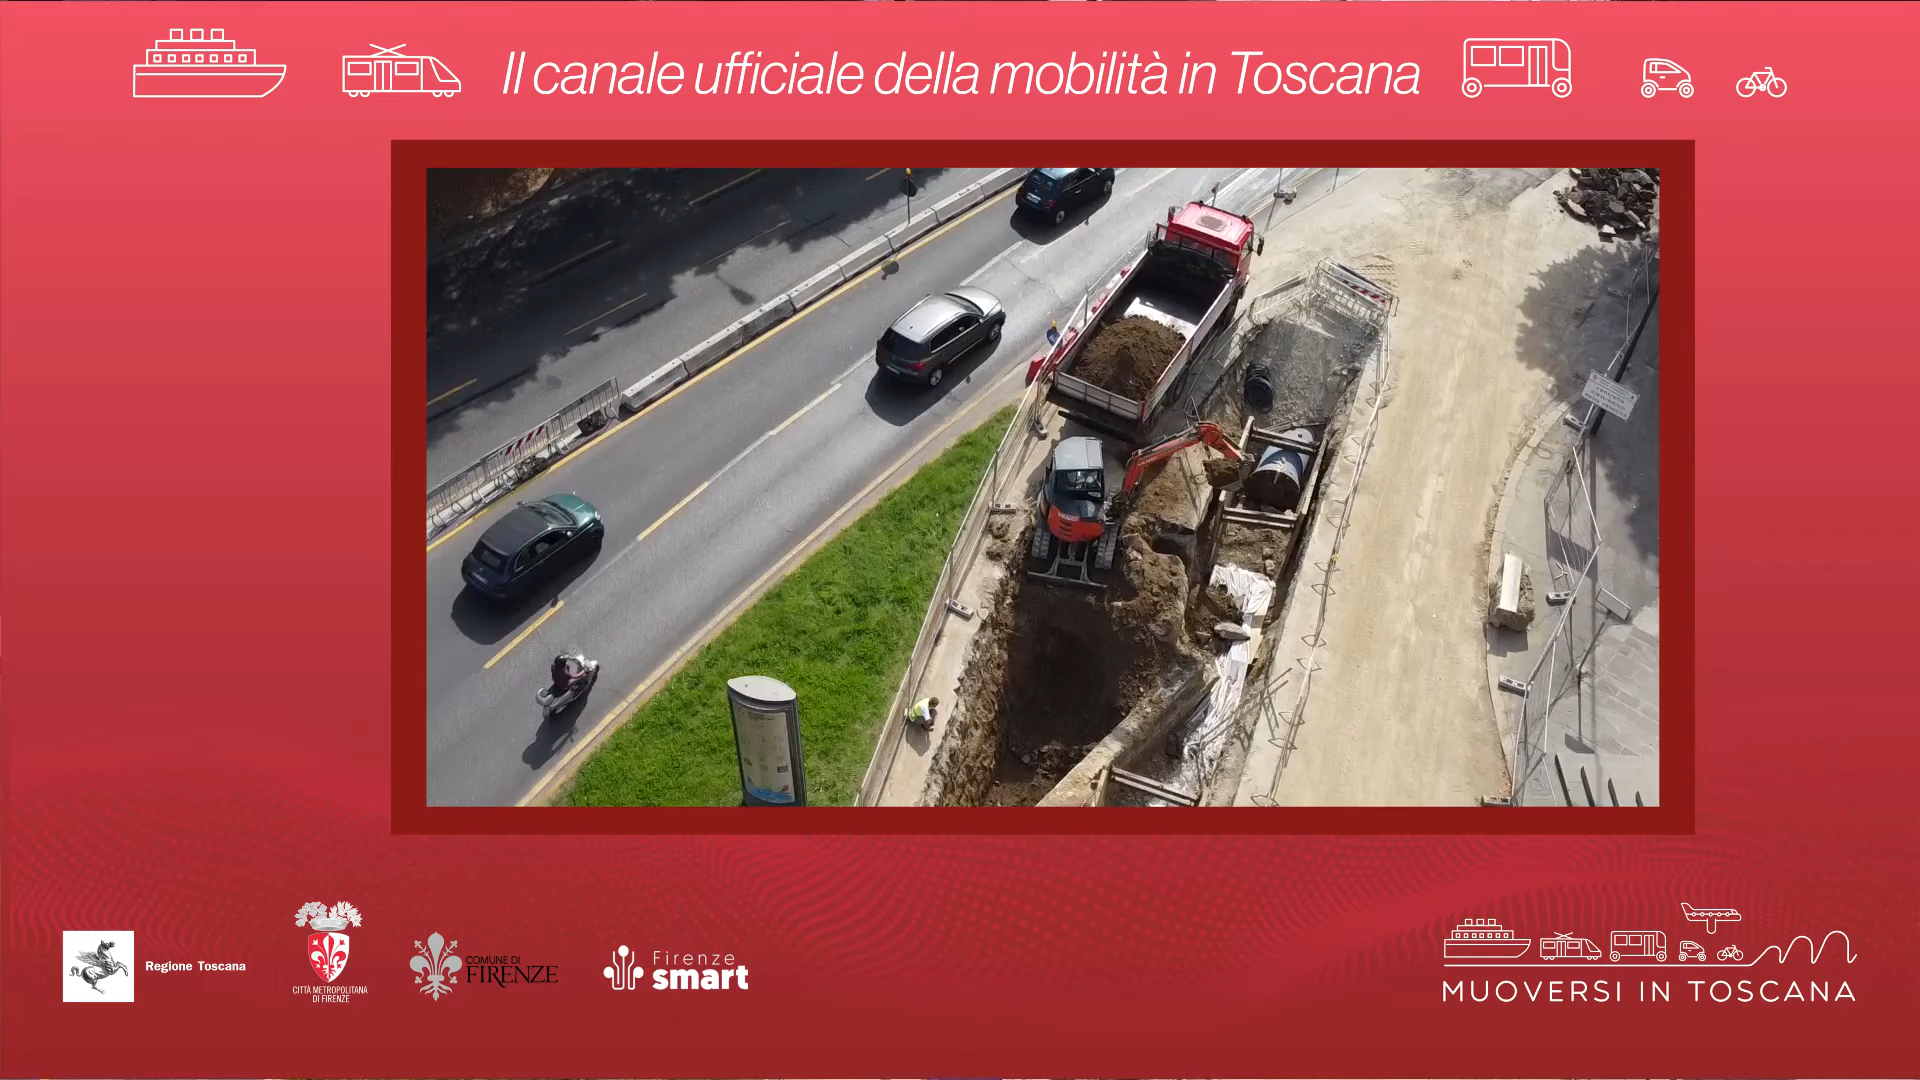 Il canale ufficiale della mobilità in Toscana
Regione Toscana
CITTÀ METROPOLITANA
DI FIRENZE
COMUNE DI
FIRENZE
Firenze
smart
MUOVERSI IN TOSCANA